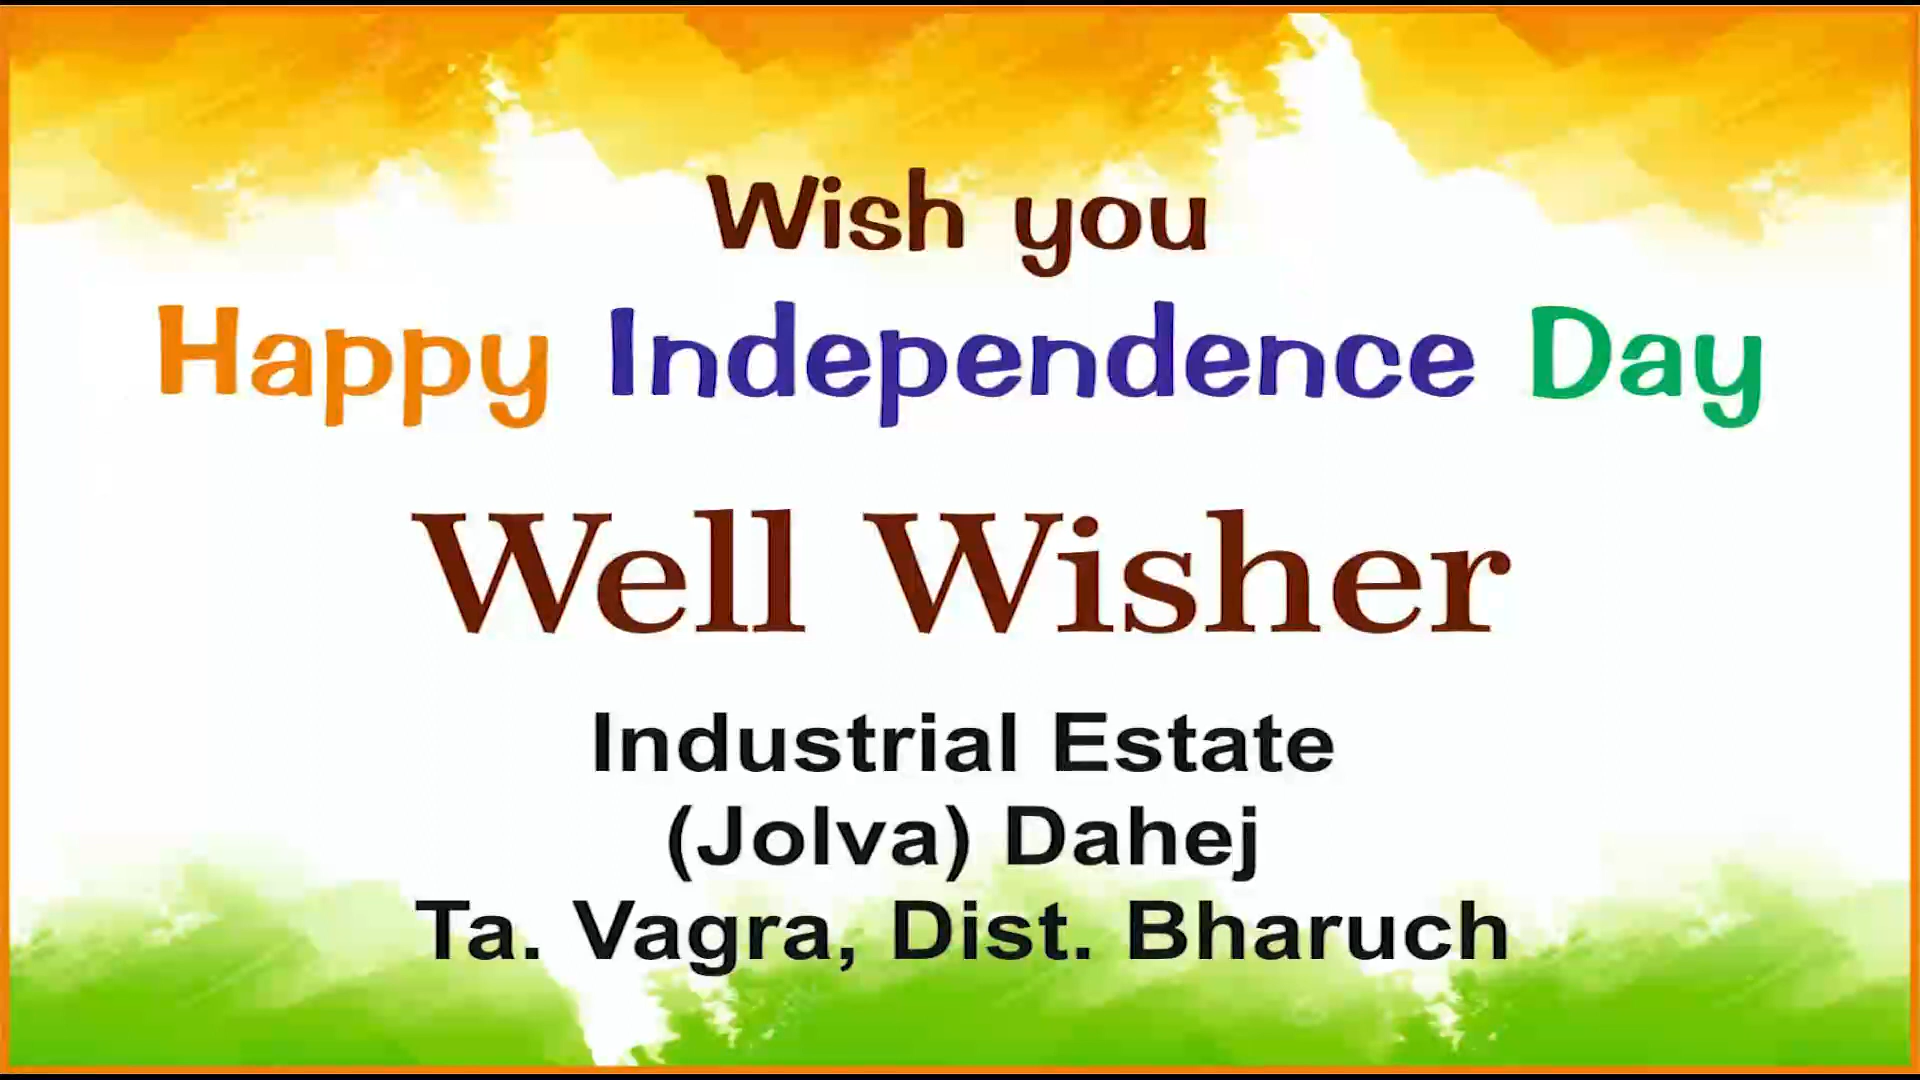 Wish you
Happy Independence Day
Well Wisher
Industrial Estate
(Jolva) Dahej
Ta. Vagra, Dist. Bharuch